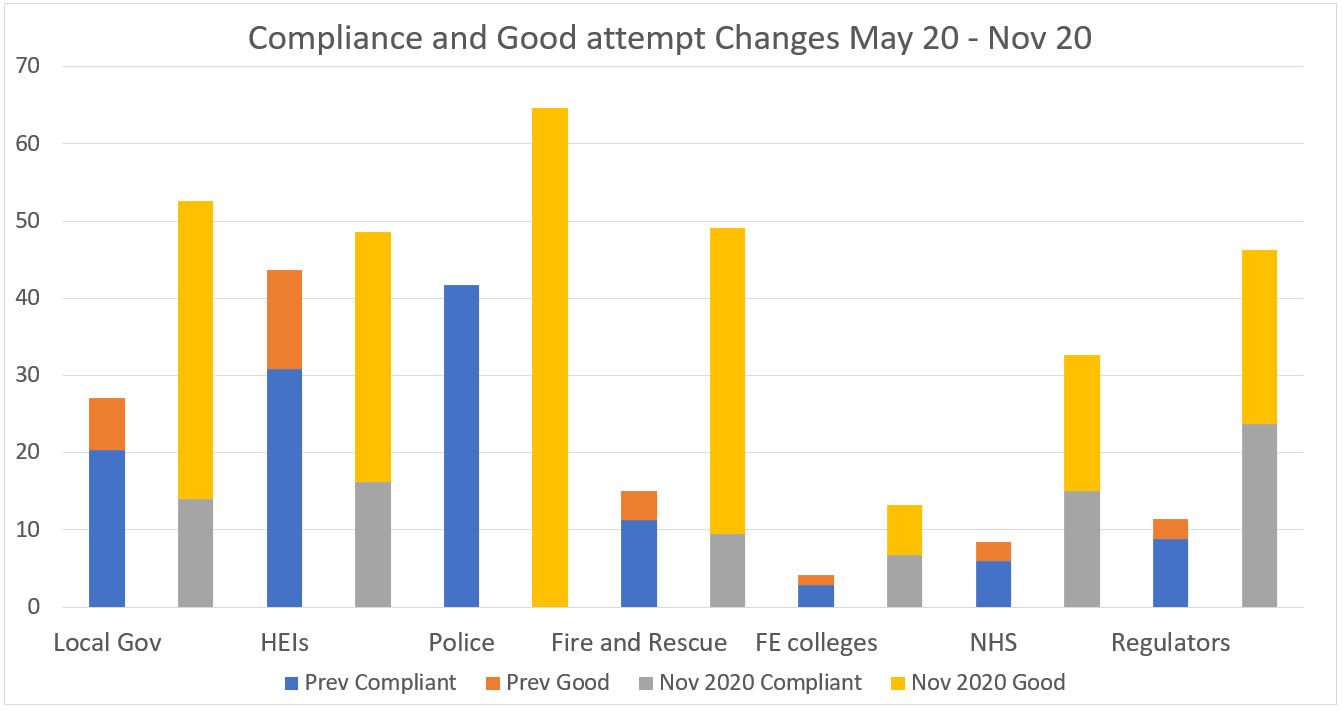 Compliance and Good attempt Changes May 20 - Nov 20
70
60
50
40
30
20
10
0
Local Gov HEIs Police Fire and Rescue FE colleges NHS Regulators
Prev Compliant Prev Good Nov 2020 Compliant Nov 2020 Good